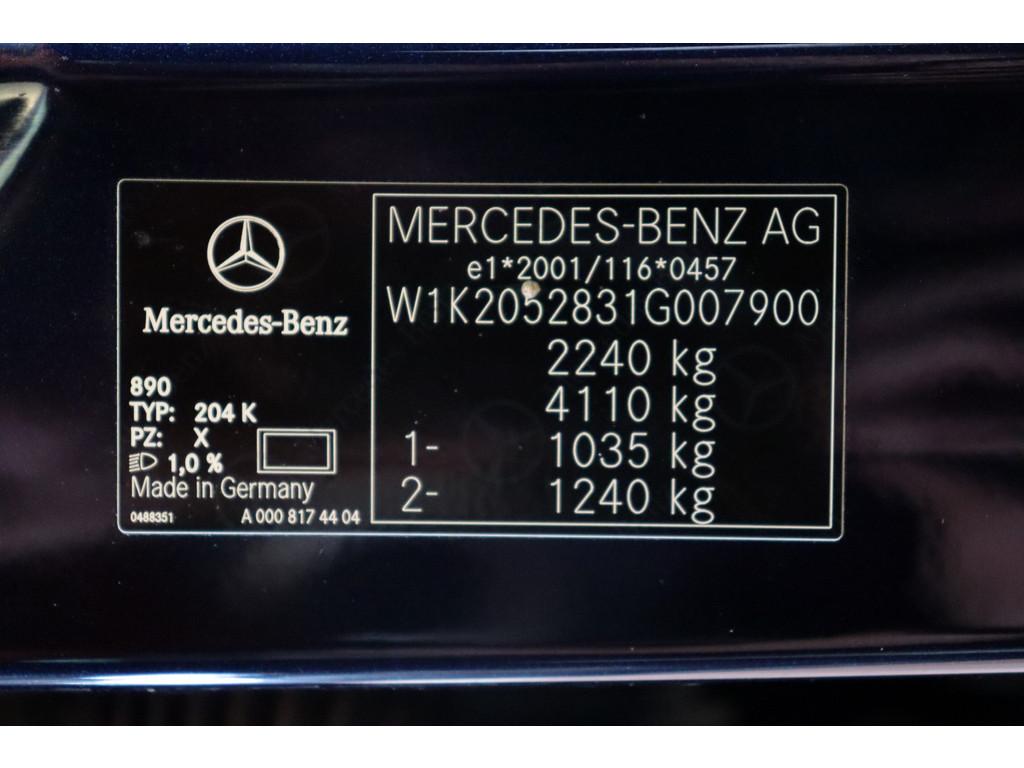 Mercedes-Benz
890
TYP: 204 K
PZ: X
1,0 %
Made in Germany
0488351 A 000 817 44 04
MERCEDES-BENZ AG
e1*2001/116*0457
W1K2052831G007900
2240 kg
4110 kg
1- 1035 kg
2- 1240 kg